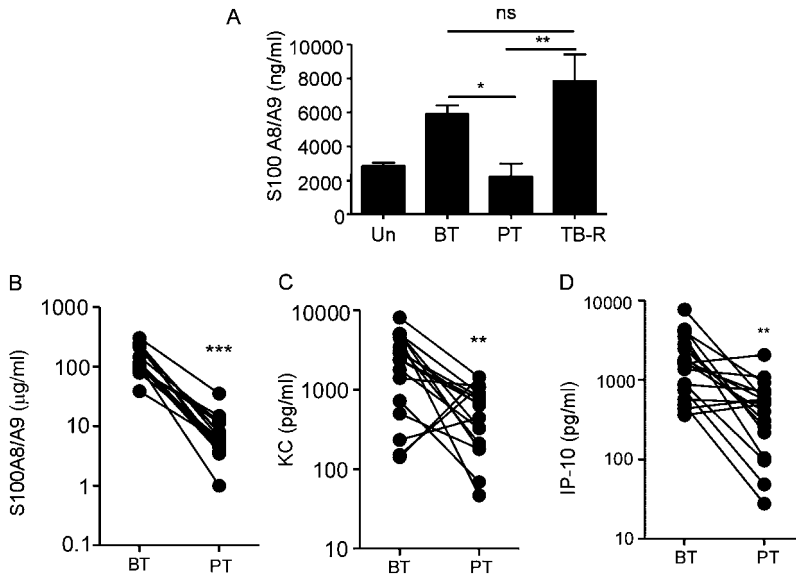 A
ns
**
*
S100 A8/A9 (ng/ml)
10000
8000
6000
4000
2000
0
Un BT PT TB-R
B
S100A8/A9 (µg/ml)
1000
100
10
1
0.1
***
BT PT
C
KC (pg/ml)
10000
1000
100
10
**
BT PT
D
IP-10 (pg/ml)
10000
1000
100
10
**
BT PT